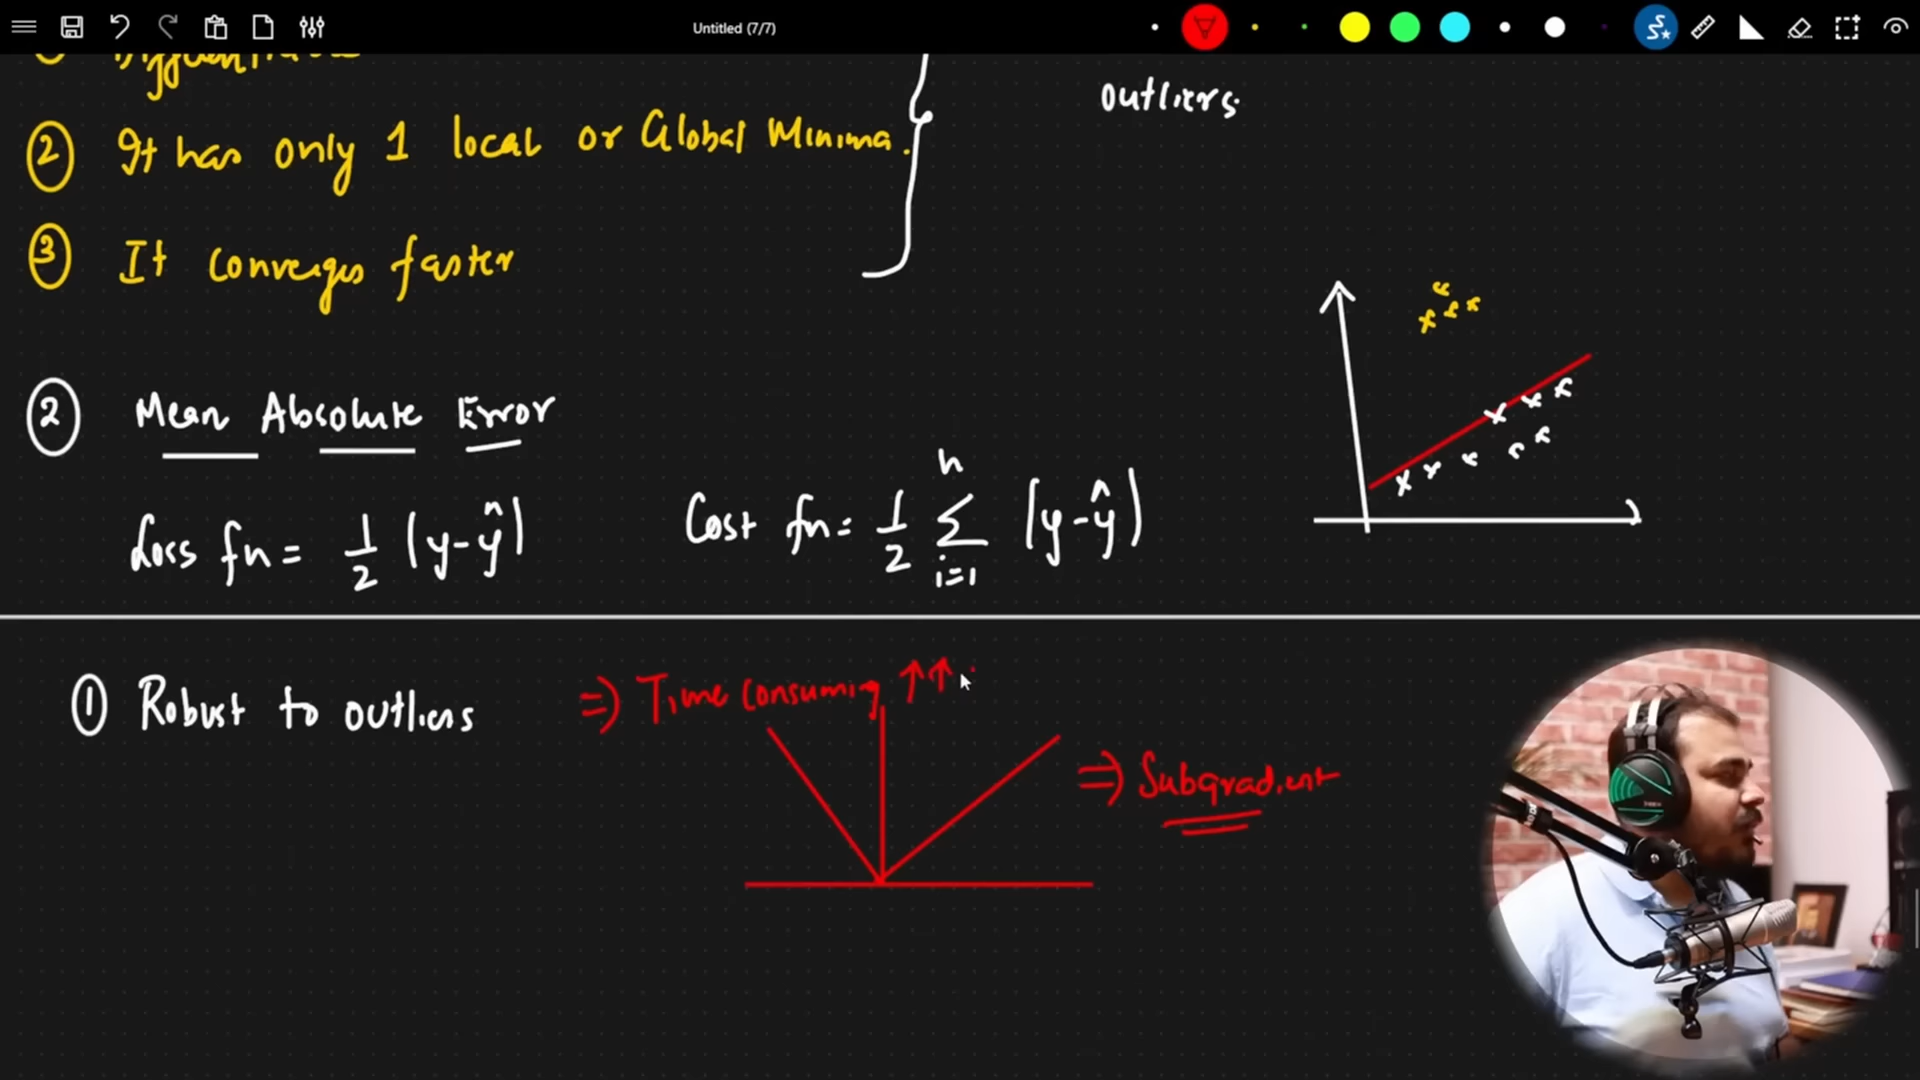 Untitled (7/7)
outliers.
② It has only 1 local or Global Minima.
③ It converges faster
② Mean Absolute Error
Loss fn = 1/2 |y-ŷ|
Cost fn = 1/2 n Σ i=1 |y-ŷ|
① Robust to outliers
=> Time consuming ↑↑
=> Subgradient